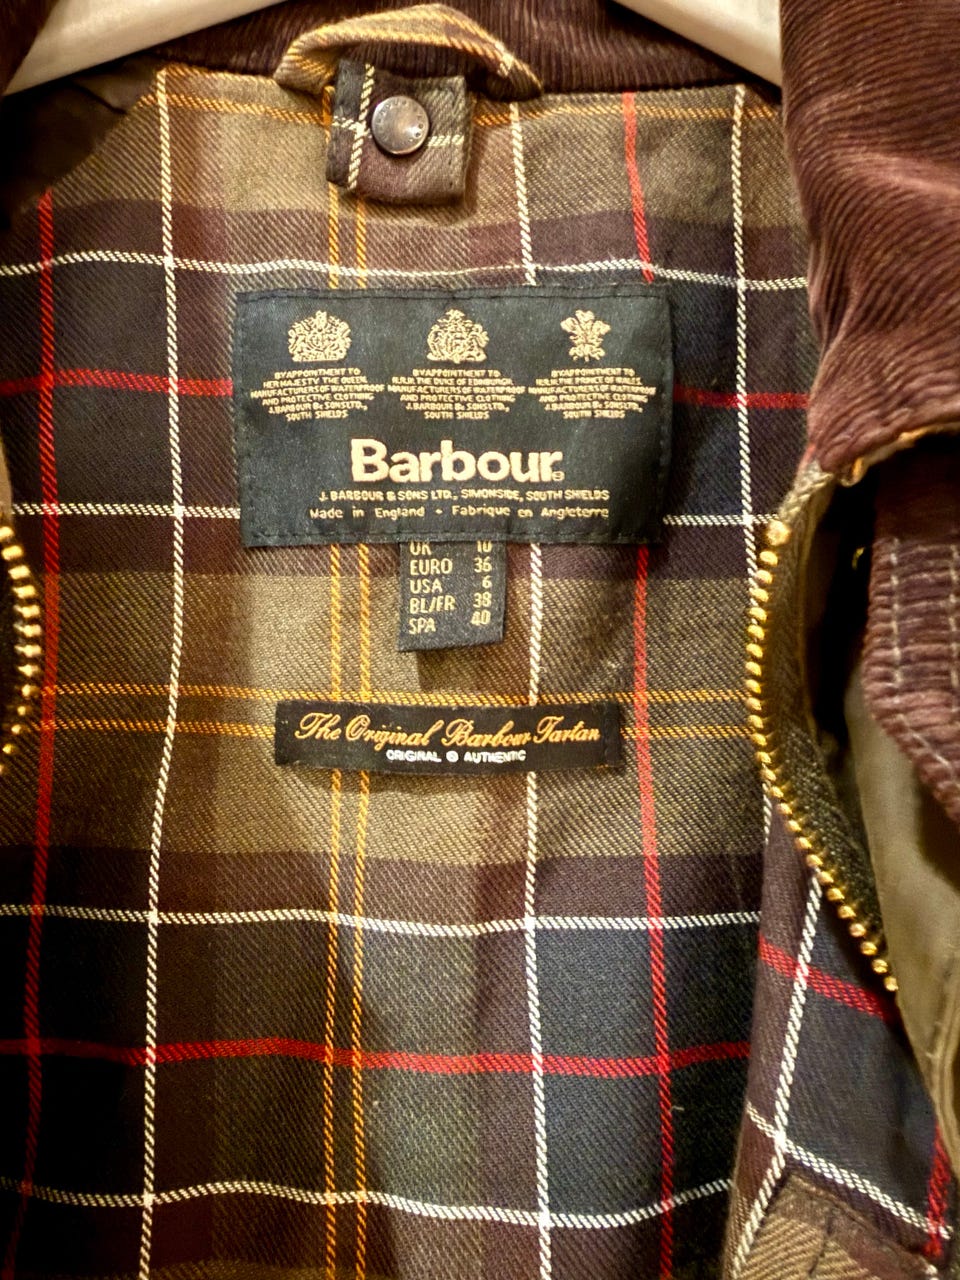 BY APPOINTMENT TO
HER MAJESTY THE QUEEN
MANUFACTURERS OF WATERPROOF
AND PROTECTIVE CLOTHING
J.BARBOUR & SONS LTD.,
SOUTH SHIELDS
BY APPOINTMENT TO
H.R.H. THE DUKE OF EDINBURGH
MANUFACTURERS OF WATERPROOF
AND PROTECTIVE CLOTHING
J.BARBOUR & SONS LTD.,
SOUTH SHIELDS
BY APPOINTMENT TO
H.R.H. THE PRINCE OF WALES
MANUFACTURERS OF WATERPROOF
AND PROTECTIVE CLOTHING
J.BARBOUR & SONS LTD.,
SOUTH SHIELDS
Barbour®
J. BARBOUR & SONS LTD., SIMONSIDE, SOUTH SHIELDS
Made in England - Fabriqué en Angleterre
UK 10
EURO 36
USA 6
BL/FR 38
SPA 40
The Original Barbour Tartan
ORIGINAL & AUTHENTIC